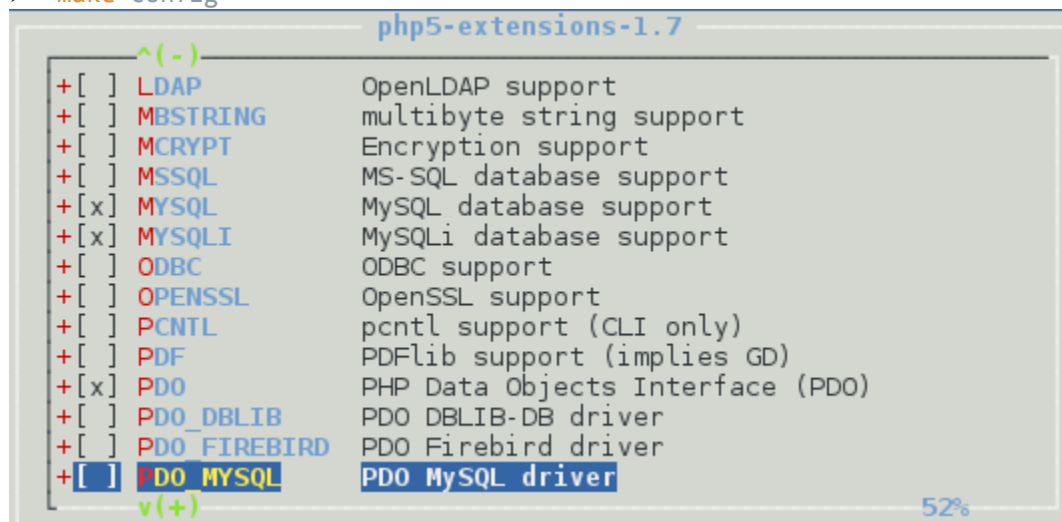 make config
php5-extensions-1.7
^(-)
+[ ] LDAP OpenLDAP support
+[ ] MBSTRING multibyte string support
+[ ] MCRYPT Encryption support
+[ ] MSSQL MS-SQL database support
+[x] MYSQL MySQL database support
+[x] MYSQLI MySQLi database support
+[ ] ODBC ODBC support
+[ ] OPENSSL OpenSSL support
+[ ] PCNTL pcntl support (CLI only)
+[ ] PDF PDFlib support (implies GD)
+[x] PDO PHP Data Objects Interface (PDO)
+[ ] PDO_DBLIB PDO DBLIB-DB driver
+[ ] PDO_FIREBIRD PDO Firebird driver
+[ ] PDO_MYSQL PDO MySQL driver
v(+) 52%